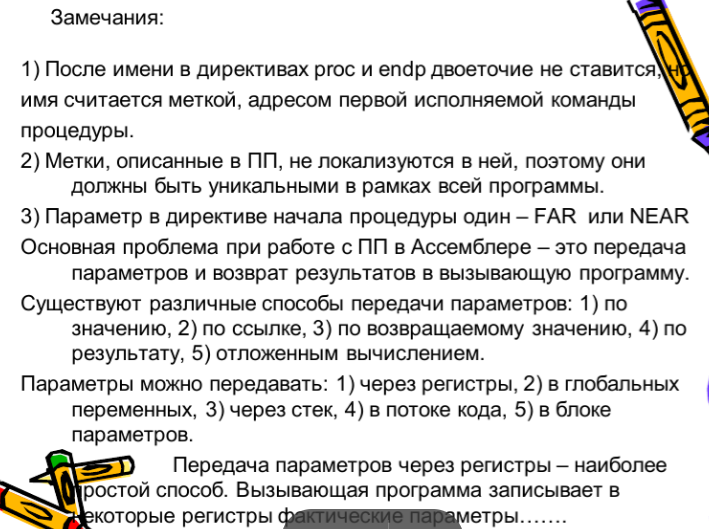 Замечания:
1) После имени в директивах proc и endp двоеточие не ставится, но
имя считается меткой, адресом первой исполняемой команды
процедуры.
2) Метки, описанные в ПП, не локализуются в ней, поэтому они
должны быть уникальными в рамках всей программы.
3) Параметр в директиве начала процедуры один – FAR или NEAR
Основная проблема при работе с ПП в Ассемблере – это передача
параметров и возврат результатов в вызывающую программу.
Существуют различные способы передачи параметров: 1) по
значению, 2) по ссылке, 3) по возвращаемому значению, 4) по
результату, 5) отложенным вычислением.
Параметры можно передавать: 1) через регистры, 2) в глобальных
переменных, 3) через стек, 4) в потоке кода, 5) в блоке
параметров.
Передача параметров через регистры – наиболее
простой способ. Вызывающая программа записывает в
некоторые регистры фактические параметры…….